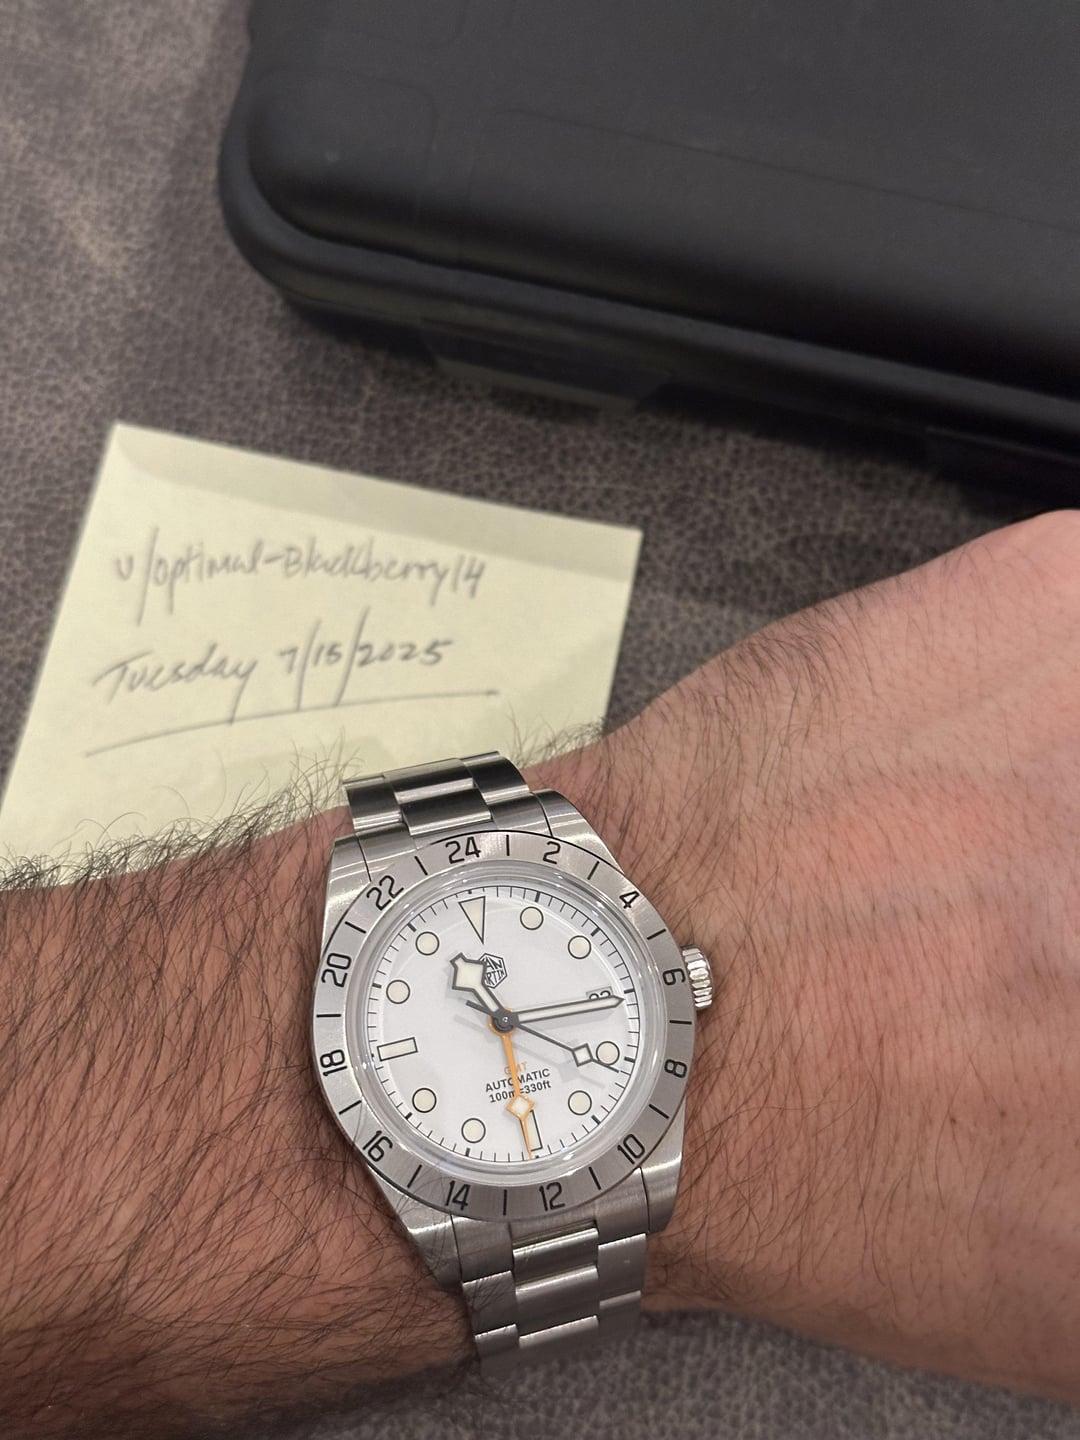 u/optimal-Blackberry14
Tuesday 7/15/2025
24 2 4 6 8 10 12 14 16 18 20 22
GMT
AUTOMATIC
100m=330ft